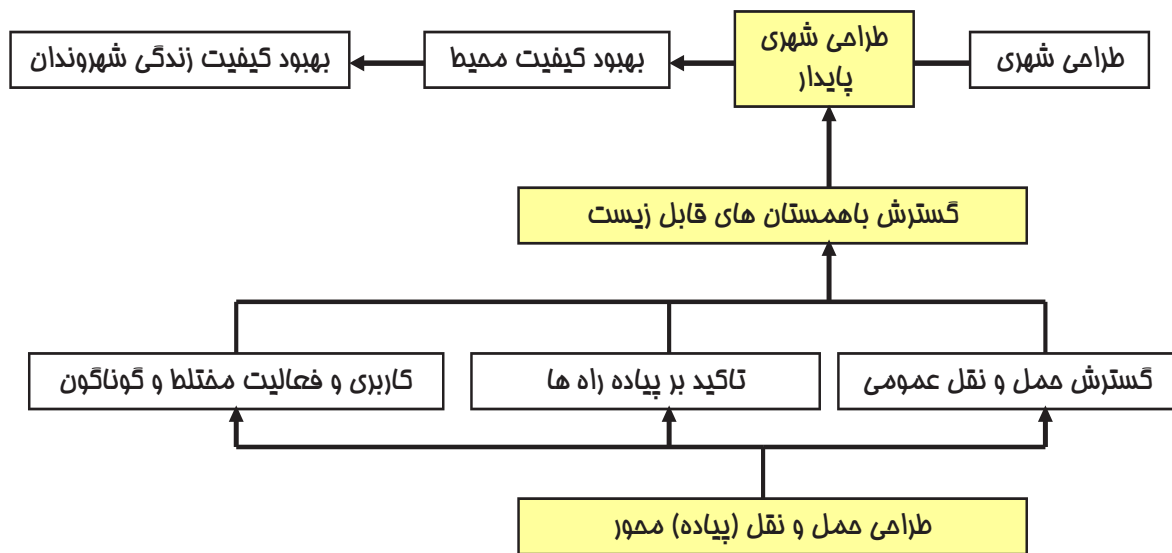 طراحی شهری
طراحی شهری
پایدار
بهبود کیفیت محیط
بهبود کیفیت زندگی شهروندان
گسترش باهمستان های قابل زیست
گسترش حمل و نقل عمومی
تاکید بر پیاده راه ها
کاربری و فعالیت مختلط و گوناگون
طراحی حمل و نقل (پیاده) محور